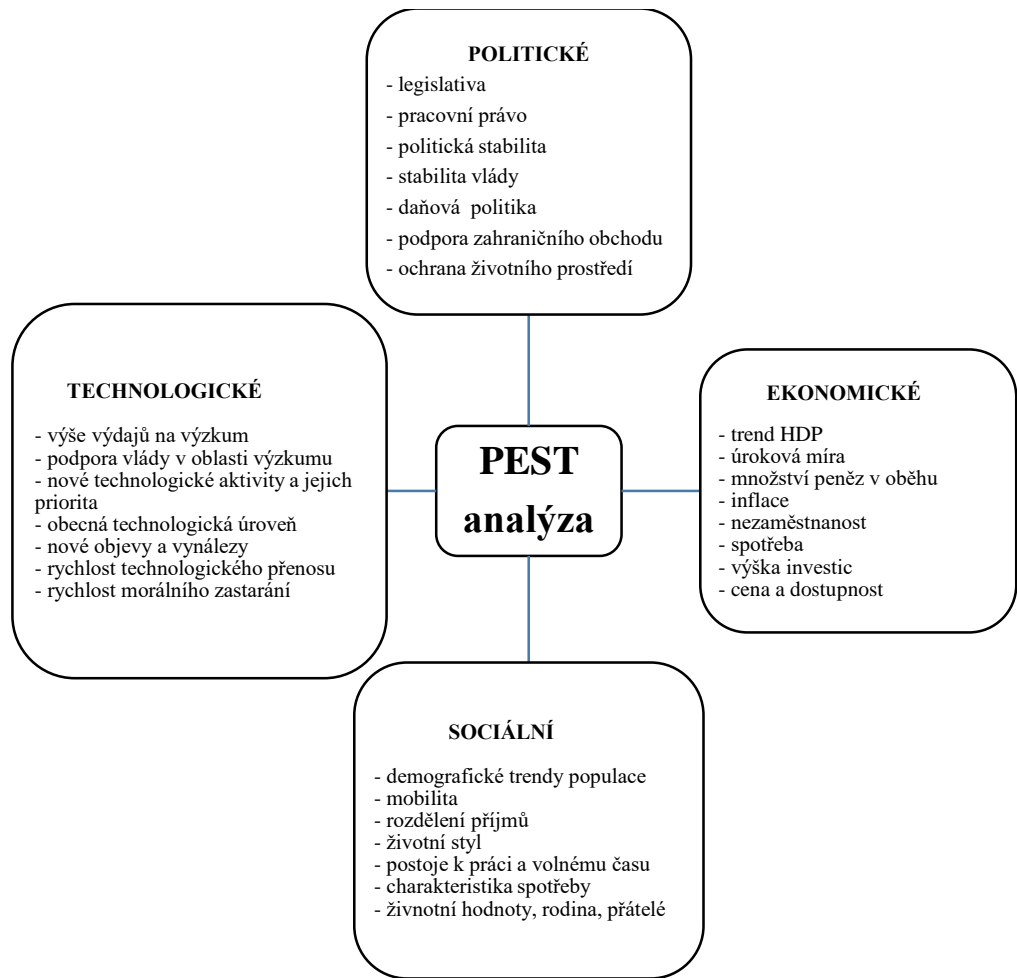 POLITICKÉ
- legislativa
- pracovní právo
- politická stabilita
- stabilita vlády
- daňová  politika
- podpora zahraničního obchodu
- ochrana životního prostředí
TECHNOLOGICKÉ
- výše výdajů na výzkum
- podpora vlády v oblasti výzkumu
- nové technologické aktivity a jejich
priorita
- obecná technologická úroveň
- nové objevy a vynálezy
- rychlost technologického přenosu
- rychlost morálního zastarání
PEST
analýza
EKONOMICKÉ
- trend HDP
- úroková míra
- množství peněz v oběhu
- inflace
- nezaměstnanost
- spotřeba
- výška investic
- cena a dostupnost
SOCIÁLNÍ
- demografické trendy populace
- mobilita
- rozdělení příjmů
- životní styl
- postoje k práci a volnému času
- charakteristika spotřeby
- živnotní hodnoty, rodina, přátelé